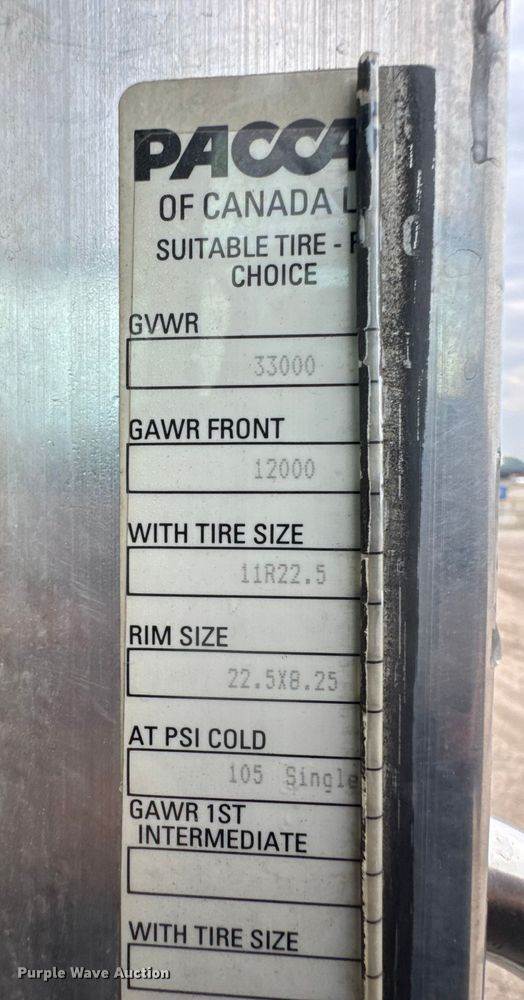 PACCA
OF CANADA L
SUITABLE TIRE -
CHOICE
GVWR
33000
GAWR FRONT
12000
WITH TIRE SIZE
11R22.5
RIM SIZE
22.5X8.25
AT PSI COLD
105 Single
GAWR 1ST
INTERMEDIATE
WITH TIRE SIZE
Purple Wave Auction